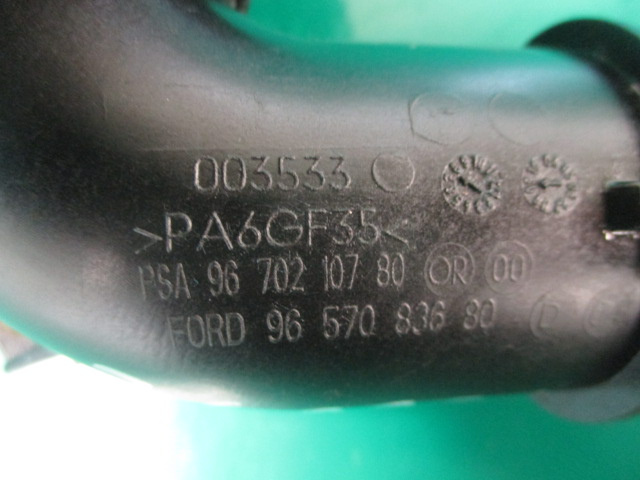 003533
>PA6GF35<
PSA 96 702 107 80 OR 00
FORD 96 570 836 80 D